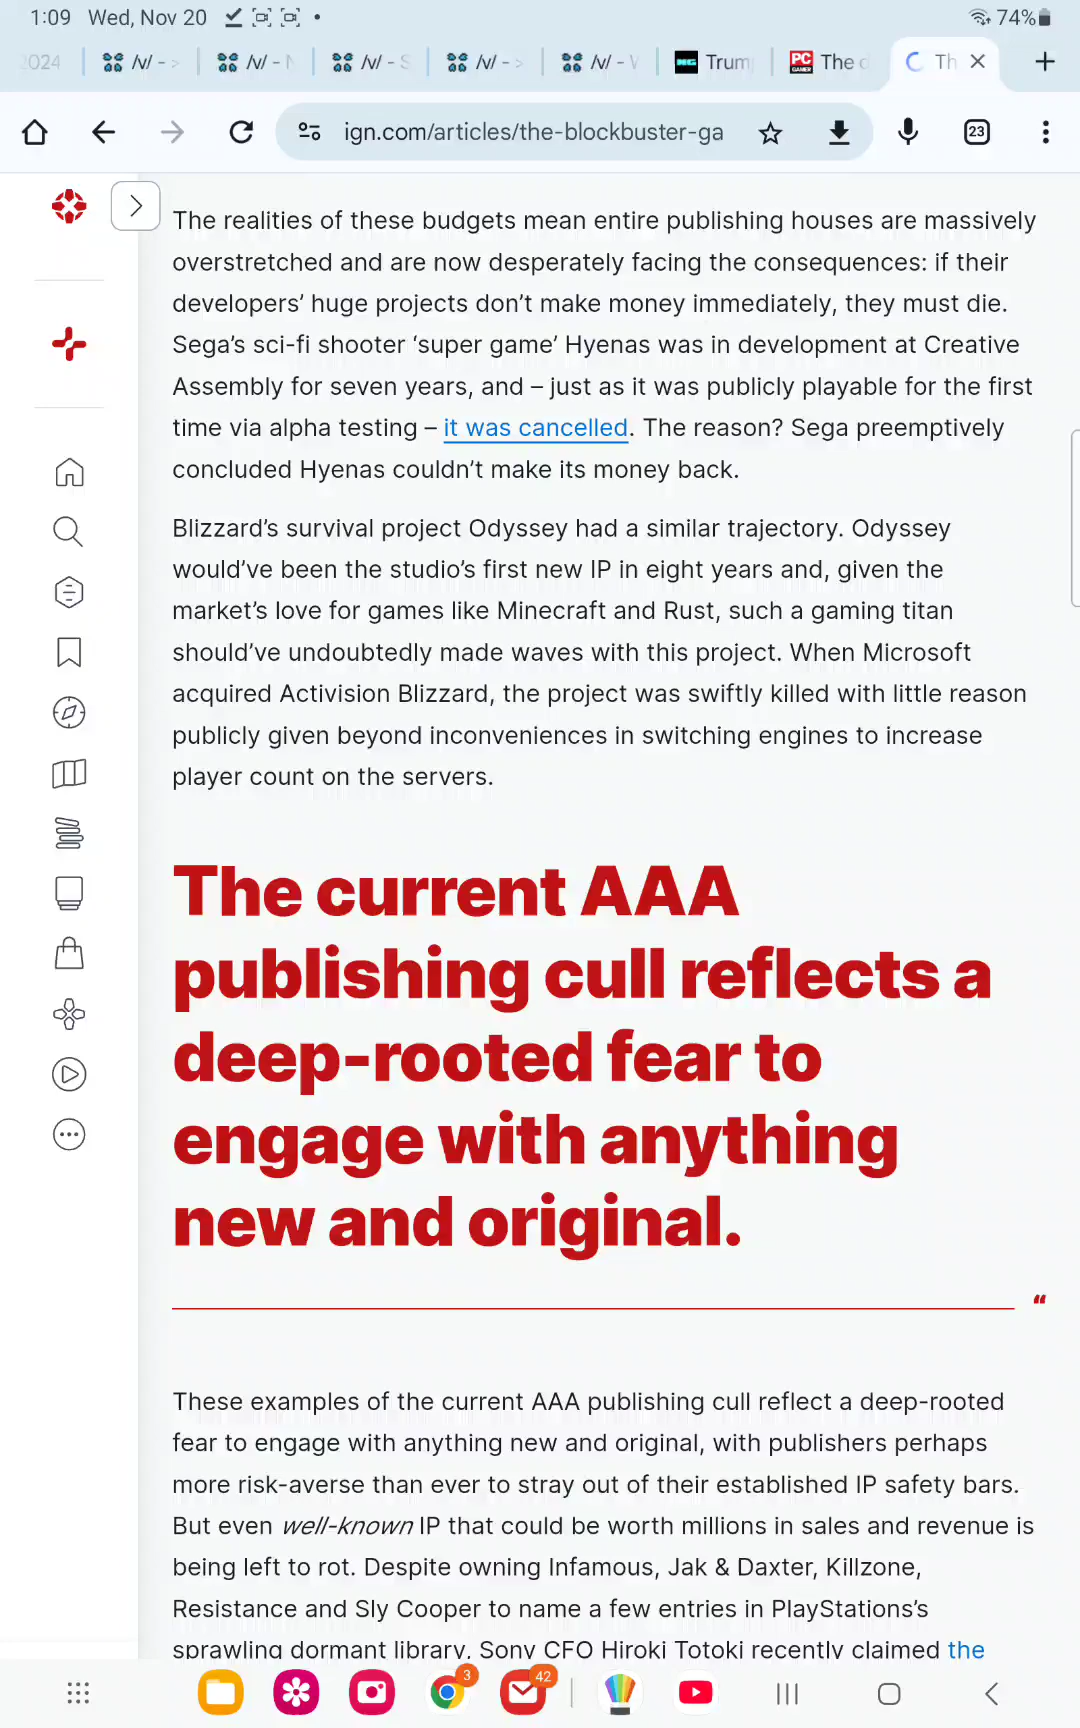 1:09 Wed, Nov 20
74%
2024
/v/ - >
/v/ - N
/v/ - S
/v/ - >
/v/ - V
NG Trum
PC GAMER The
Th
ign.com/articles/the-blockbuster-ga
23
The realities of these budgets mean entire publishing houses are massively
overstretched and are now desperately facing the consequences: if their
developers’ huge projects don’t make money immediately, they must die.
Sega’s sci-fi shooter ‘super game’ Hyenas was in development at Creative
Assembly for seven years, and – just as it was publicly playable for the first
time via alpha testing – it was cancelled. The reason? Sega preemptively
concluded Hyenas couldn’t make its money back.
Blizzard’s survival project Odyssey had a similar trajectory. Odyssey
would’ve been the studio’s first new IP in eight years and, given the
market’s love for games like Minecraft and Rust, such a gaming titan
should’ve undoubtedly made waves with this project. When Microsoft
acquired Activision Blizzard, the project was swiftly killed with little reason
publicly given beyond inconveniences in switching engines to increase
player count on the servers.
The current AAA
publishing cull reflects a
deep-rooted fear to
engage with anything
new and original.
“
These examples of the current AAA publishing cull reflect a deep-rooted
fear to engage with anything new and original, with publishers perhaps
more risk-averse than ever to stray out of their established IP safety bars.
But even well-known IP that could be worth millions in sales and revenue is
being left to rot. Despite owning Infamous, Jak & Daxter, Killzone,
Resistance and Sly Cooper to name a few entries in PlayStations’s
sprawling dormant library, Sony CFO Hiroki Totoki recently claimed the
3
42